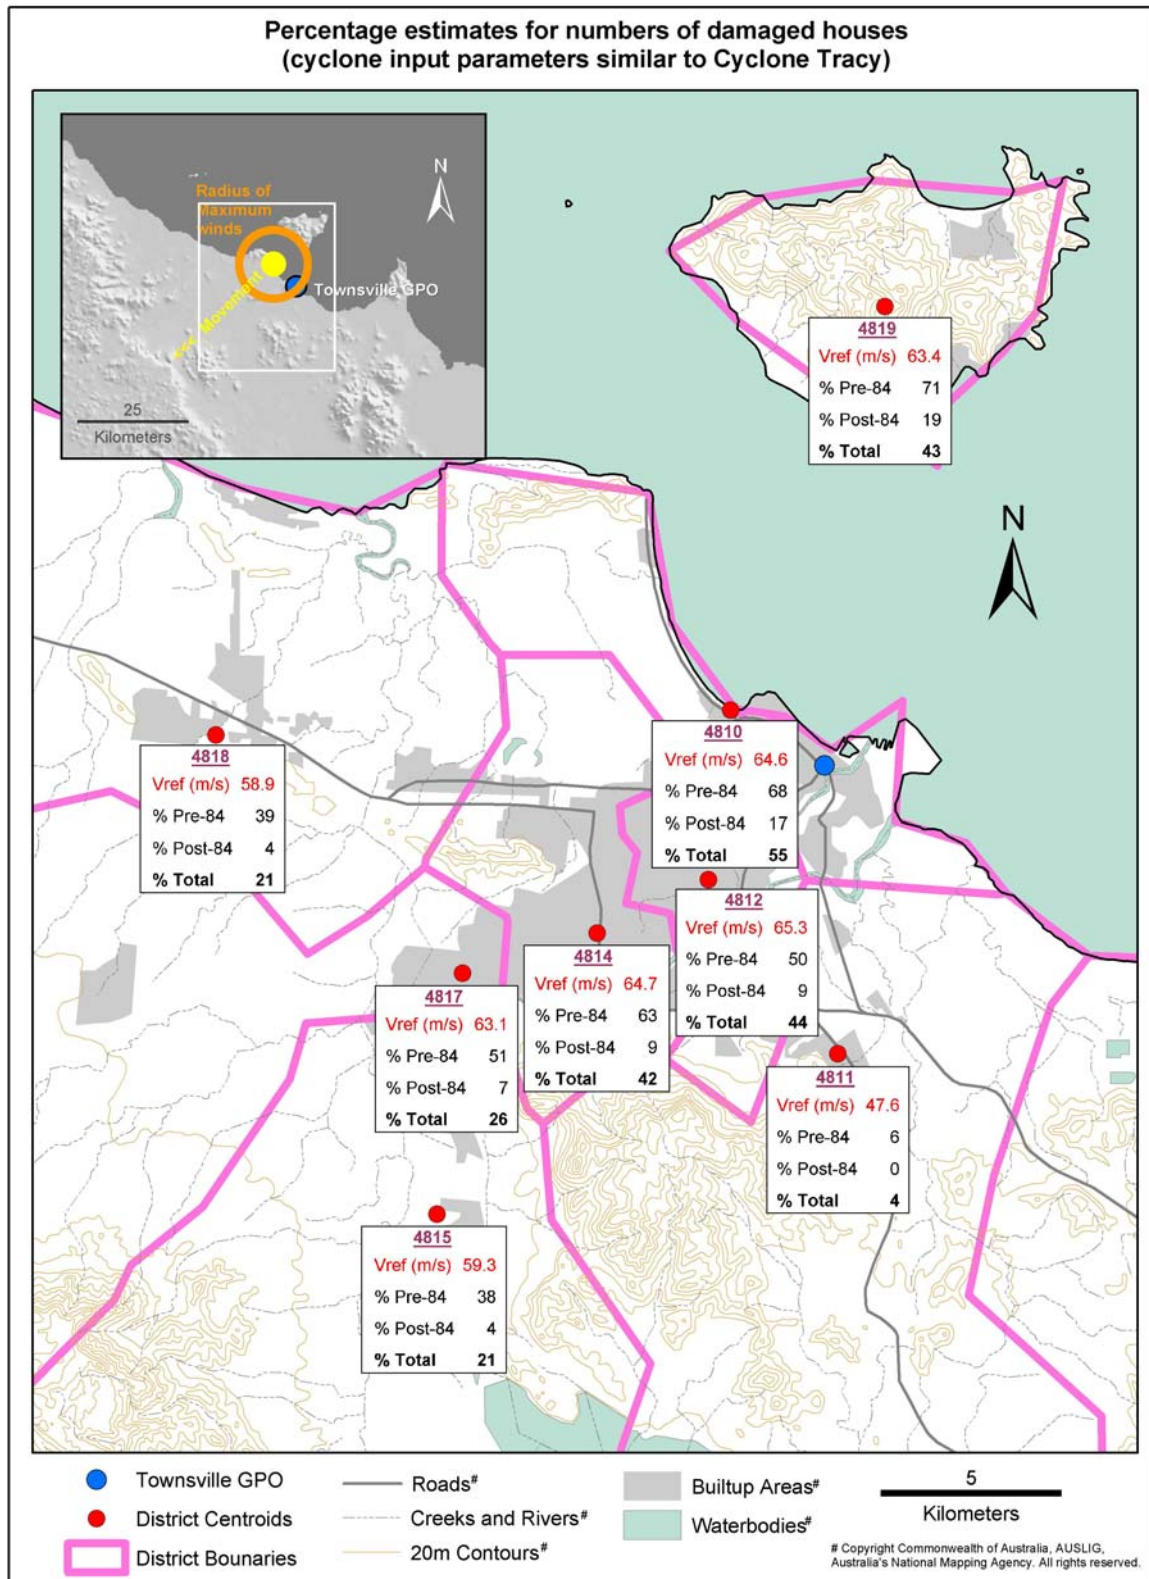 Percentage estimates for numbers of damaged houses
(cyclone input parameters similar to Cyclone Tracy)
N
Radius of
Maximum
winds
Townsville GPO
<<< Movement
25
Kilometers
4819
Vref (m/s) 63.4
% Pre-84 71
% Post-84 19
% Total 43
N
4810
Vref (m/s) 64.6
% Pre-84 68
% Post-84 17
% Total 55
4818
Vref (m/s) 58.9
% Pre-84 39
% Post-84 4
% Total 21
4812
Vref (m/s) 65.3
% Pre-84 50
% Post-84 9
% Total 44
4814
Vref (m/s) 64.7
% Pre-84 63
% Post-84 9
% Total 42
4817
Vref (m/s) 63.1
% Pre-84 51
% Post-84 7
% Total 26
4811
Vref (m/s) 47.6
% Pre-84 6
% Post-84 0
% Total 4
4815
Vref (m/s) 59.3
% Pre-84 38
% Post-84 4
% Total 21
Townsville GPO
District Centroids
District Bounaries
Roads#
Creeks and Rivers#
20m Contours#
Builtup Areas#
Waterbodies#
5
Kilometers
# Copyright Commonwealth of Australia, AUSLIG,
Australia's National Mapping Agency. All rights reserved.